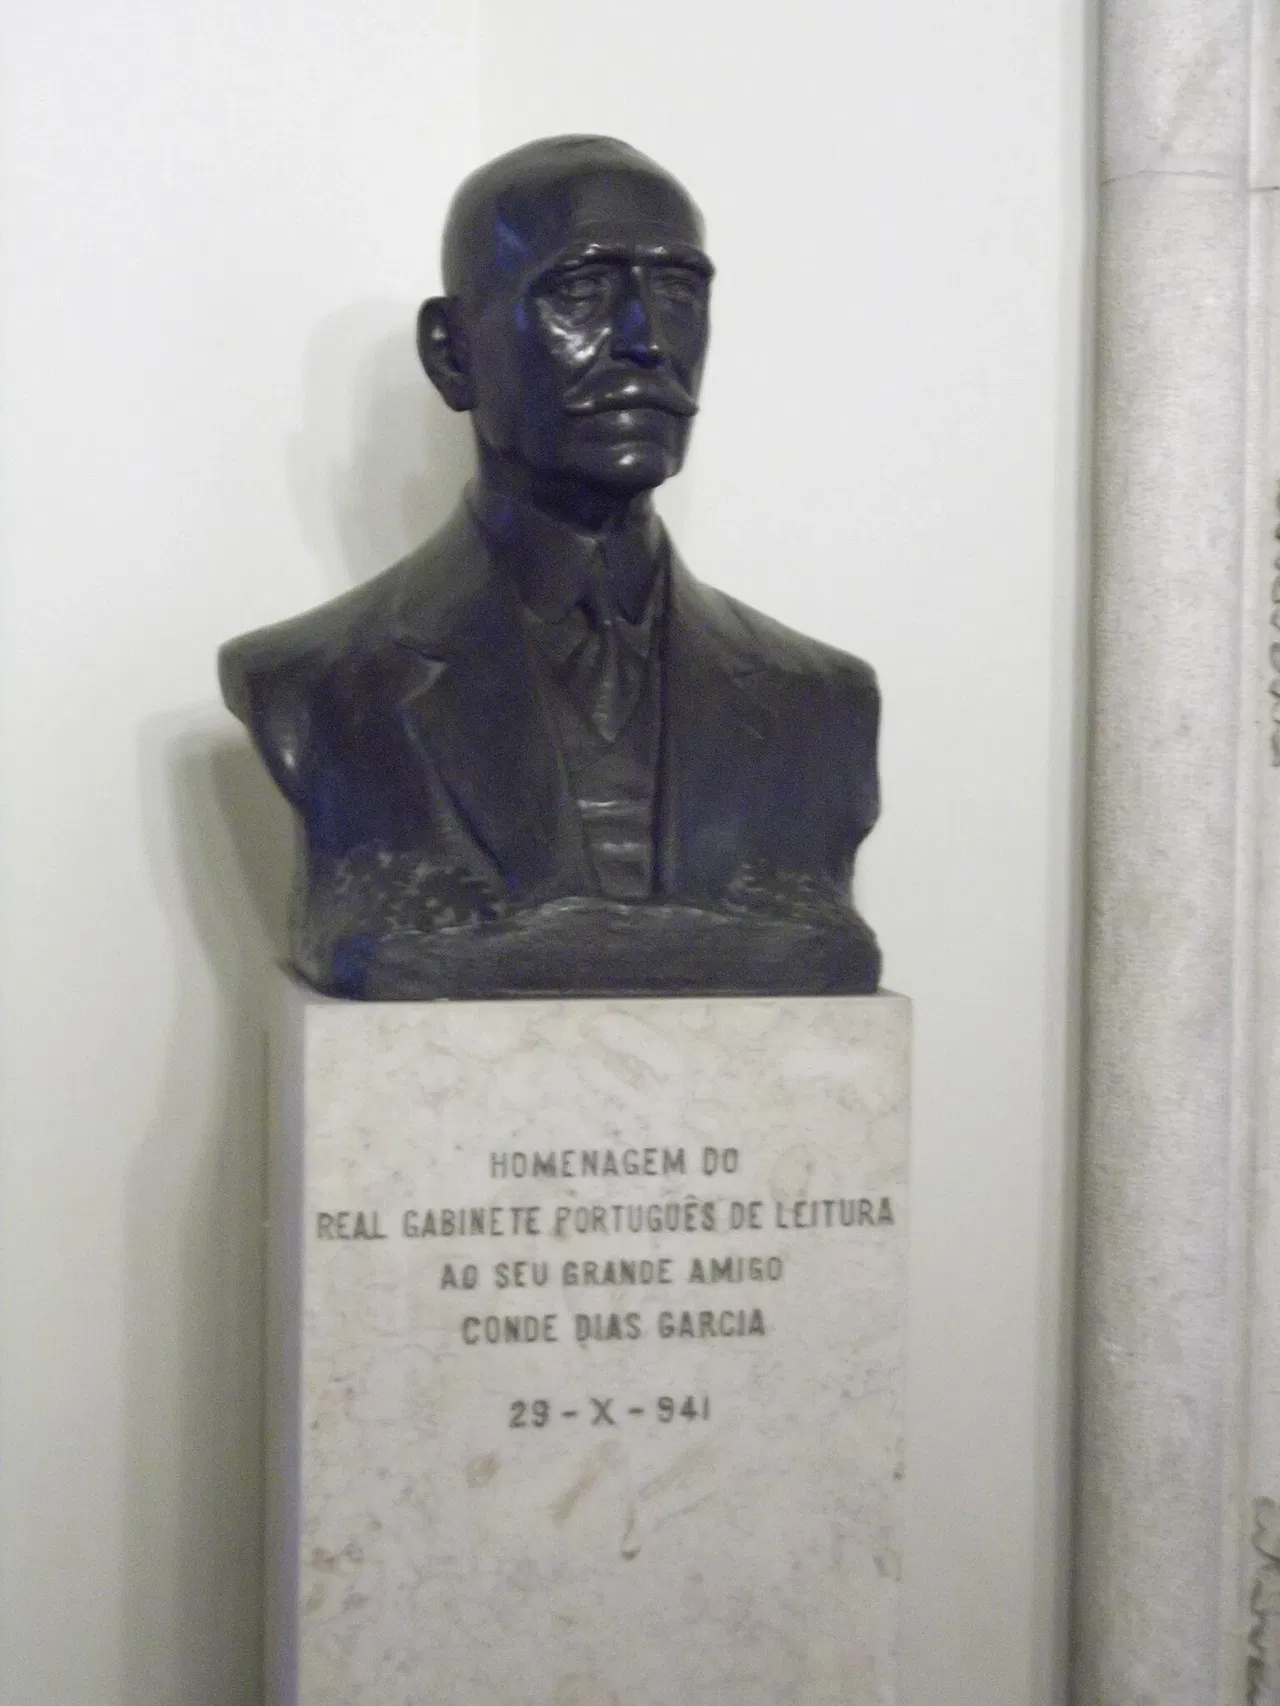 HOMENAGEM DO
REAL GABINETE PORTUGUÊS DE LEITURA
AO SEU GRANDE AMIGO
CONDE DIAS GARCIA
29 - X - 941